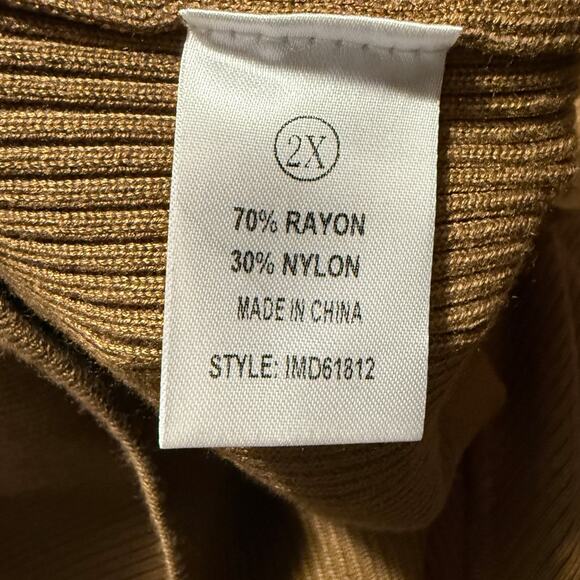 2X
70% RAYON
30% NYLON
MADE IN CHINA
STYLE: IMD61812